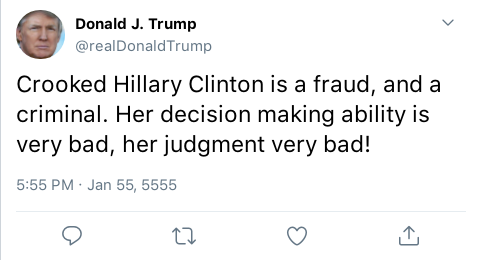 Donald J. Trump
@realDonaldTrump
Crooked Hillary Clinton is a fraud, and a
criminal. Her decision making ability is
very bad, her judgment very bad!
5:55 PM · Jan 55, 5555